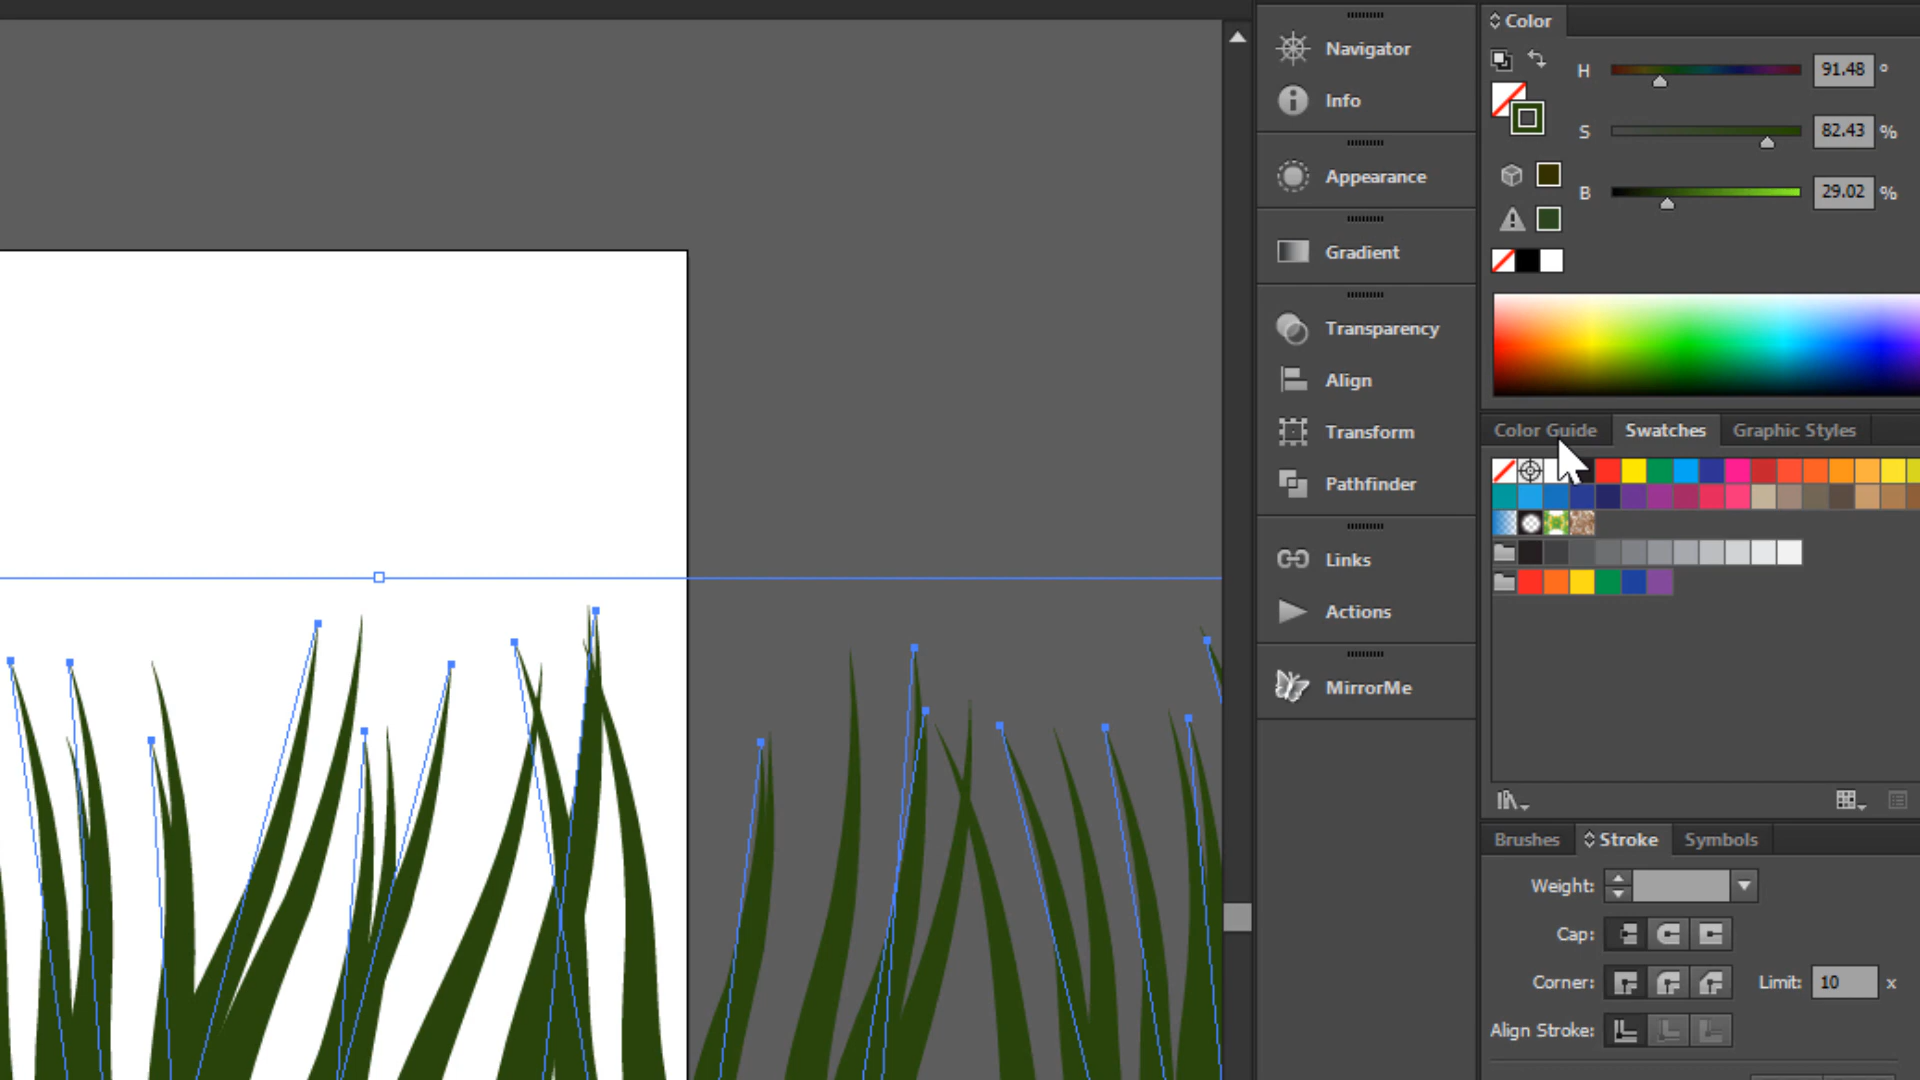 Navigator
Info
Appearance
Gradient
Transparency
Align
Transform
Pathfinder
Links
Actions
MirrorMe
Color
H 91.48 °
S 82.43 %
B 29.02 %
Color Guide Swatches Graphic Styles
Brushes Stroke Symbols
Weight:
Cap:
Corner: Limit: 10 x
Align Stroke: